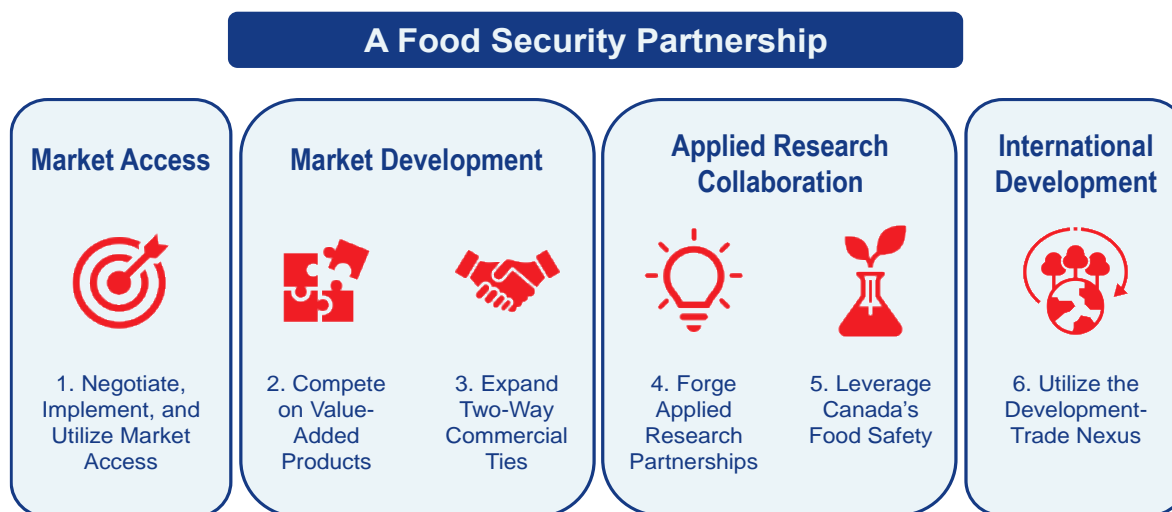 A Food Security Partnership
Market Access
1. Negotiate,
Implement, and
Utilize Market
Access
Market Development
2. Compete
on Value-
Added
Products
3. Expand
Two-Way
Commercial
Ties
Applied Research
Collaboration
4. Forge
Applied
Research
Partnerships
5. Leverage
Canada’s
Food Safety
International
Development
6. Utilize the
Development-
Trade Nexus